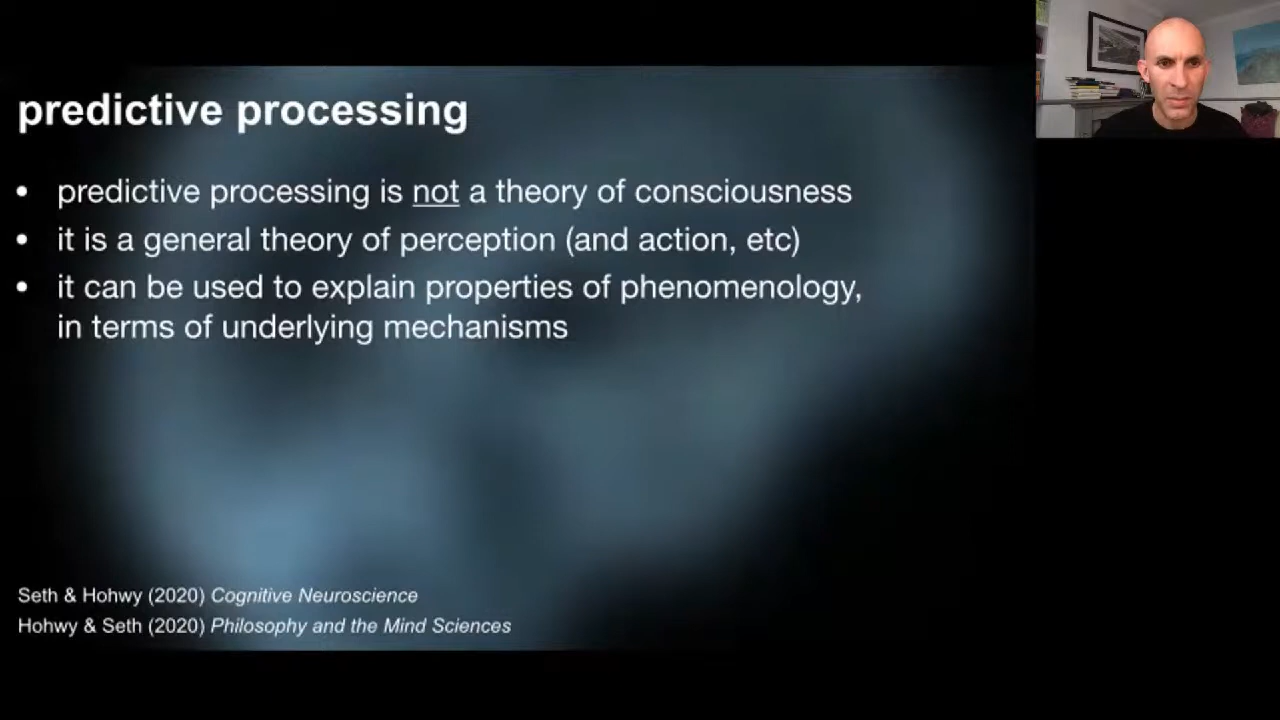 predictive processing
• predictive processing is not a theory of consciousness
• it is a general theory of perception (and action, etc)
• it can be used to explain properties of phenomenology,
in terms of underlying mechanisms
Seth & Hohwy (2020) Cognitive Neuroscience
Hohwy & Seth (2020) Philosophy and the Mind Sciences